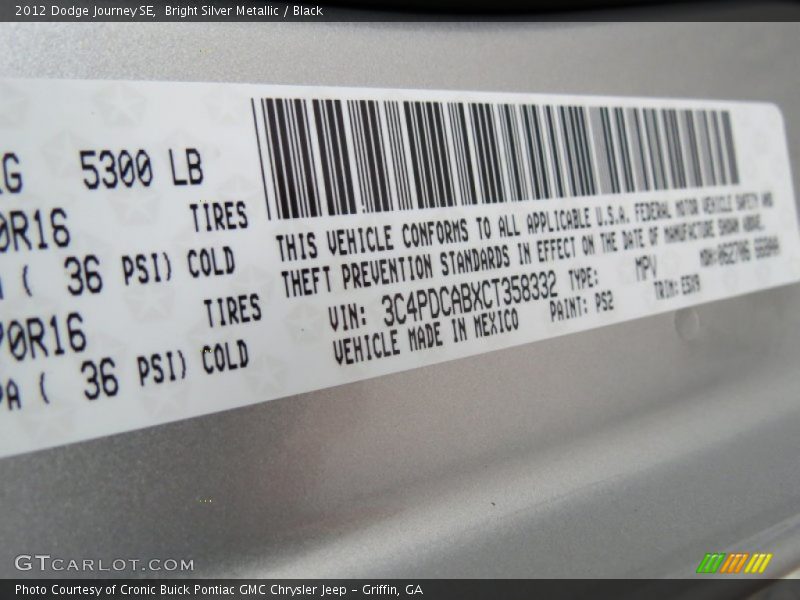 2012 Dodge Journey SE, Bright Silver Metallic / Black
5300 LB
0R16 TIRES
( 36 PSI) COLD
70R16 TIRES
PA ( 36 PSI) COLD
THIS VEHICLE CONFORMS TO ALL APPLICABLE U.S.A. FEDERAL MOTOR VEHICLE SAFETY AND
THEFT PREVENTION STANDARDS IN EFFECT ON THE DATE OF MANUFACTURE SHOWN ABOVE.
VIN: 3C4PDCABXCT358332 TYPE: MPV
VEHICLE MADE IN MEXICO PAINT: PS2 TRIM:
GTCARLOT.COM
Photo Courtesy of Cronic Buick Pontiac GMC Chrysler Jeep - Griffin, GA